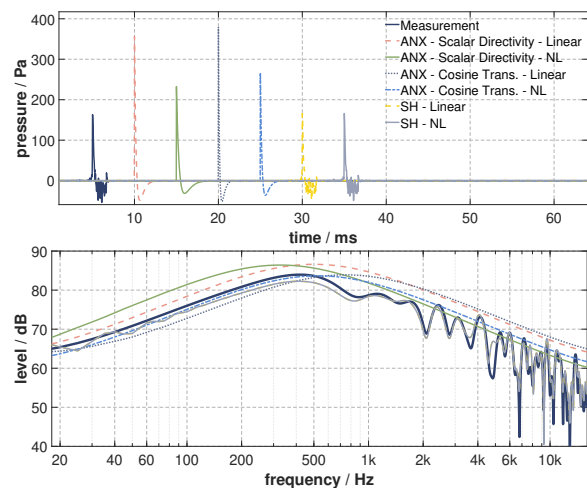 pressure / Pa
400
300
200
100
0
10
20
30
40
50
60
time / ms
Measurement
ANX - Scalar Directivity - Linear
ANX - Scalar Directivity - NL
ANX - Cosine Trans. - Linear
ANX - Cosine Trans. - NL
SH - Linear
SH - NL
level / dB
90
80
70
60
50
40
20
40
60
100
200
400
1k
2k
4k
6k
10k
frequency / Hz